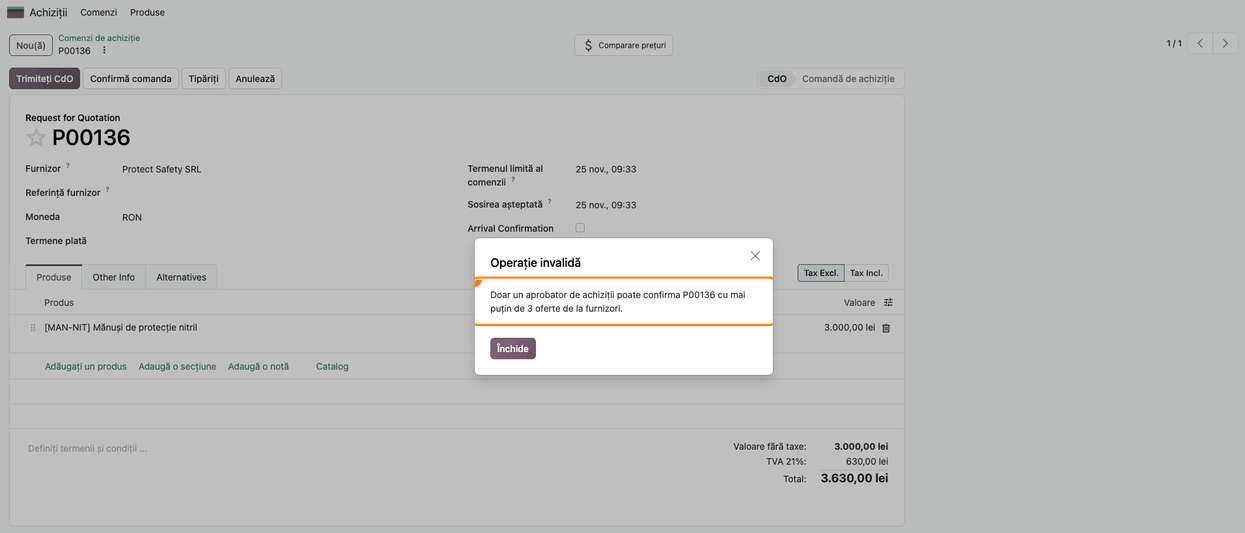 Achiziții Comenzi Produse
Nou(ă)
Comenzi de achiziție
P00136
$ Comparare prețuri
1 / 1
Trimiteți CdO Confirmă comanda Tipăriți Anulează
CdO Comandă de achiziție
Request for Quotation
P00136
Furnizor ? Protect Safety SRL
Referință furnizor ?
Moneda RON
Termene plată
Termenul limită al comenzii ? 25 nov., 09:33
Sosirea așteptată ? 25 nov., 09:33
Arrival Confirmation
Operație invalidă
Doar un aprobator de achiziții poate confirma P00136 cu mai
puțin de 3 oferte de la furnizori.
Închide
Produse Other Info Alternatives
Tax Excl. Tax Incl.
Produs Valoare
[MAN-NIT] Mănuși de protecție nitril 3.000,00 lei
Adăugați un produs Adaugă o secțiune Adaugă o notă Catalog
Definiți termenii și condiții ...
Valoare fără taxe: 3.000,00 lei
TVA 21%: 630,00 lei
Total: 3.630,00 lei